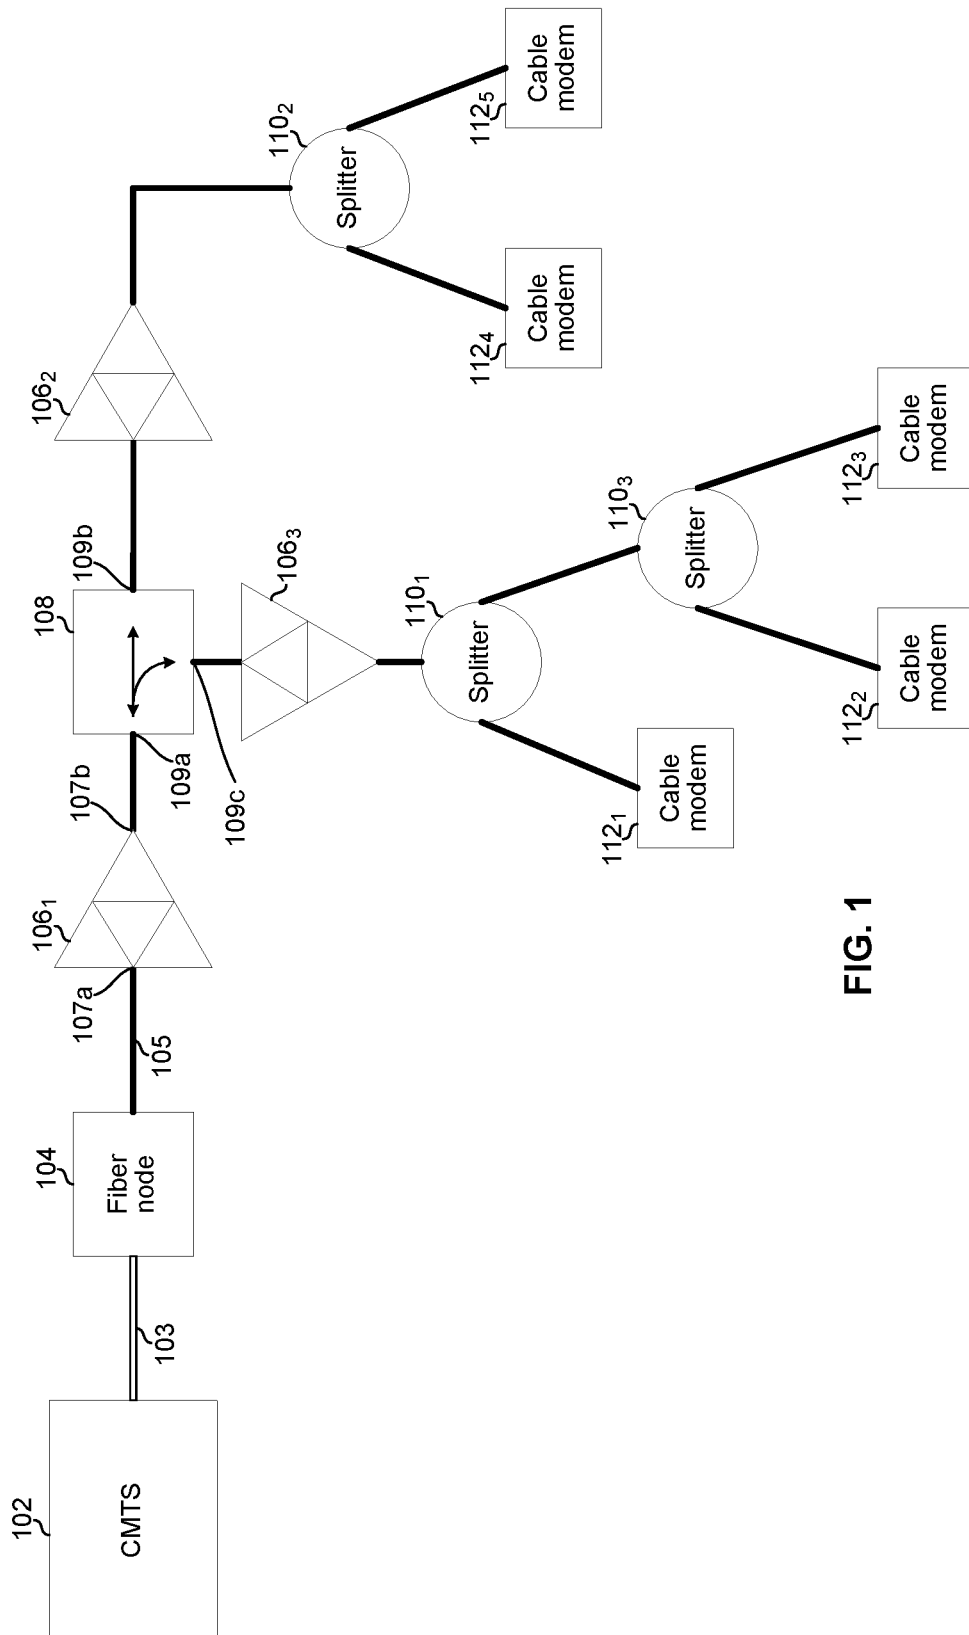 102
CMTS
103
104
Fiber
node
105
107a
106₁
107b
109a
109c
108
109b
106₂
106₃
110₁
Splitter
110₂
Splitter
110₃
Splitter
112₁
Cable
modem
112₂
Cable
modem
112₃
Cable
modem
112₄
Cable
modem
112₅
Cable
modem
FIG. 1